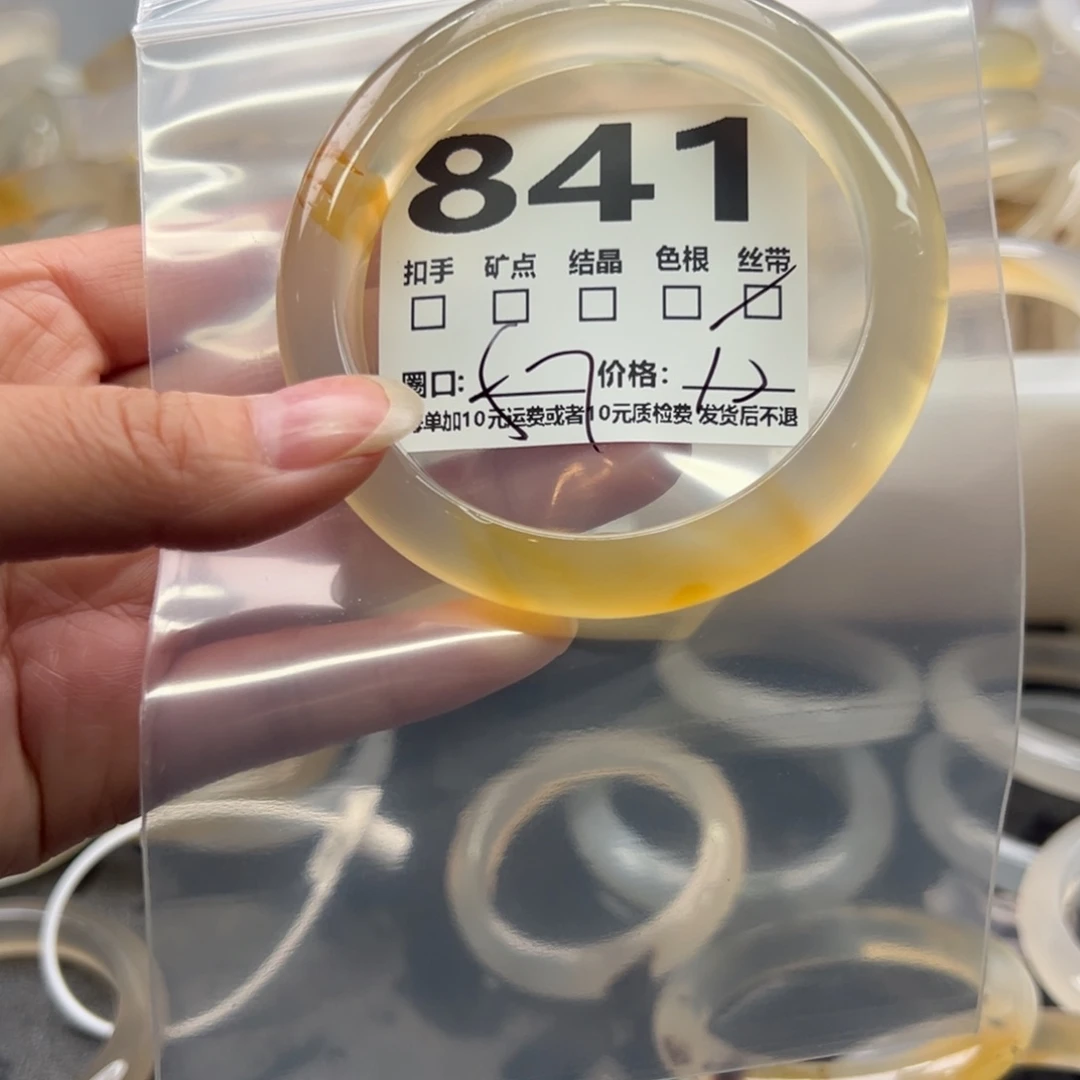 841
扣手 矿点 结晶 色根 丝带
圈口: 57 价格:
单加10元运费或者10元质检费 发货后不退